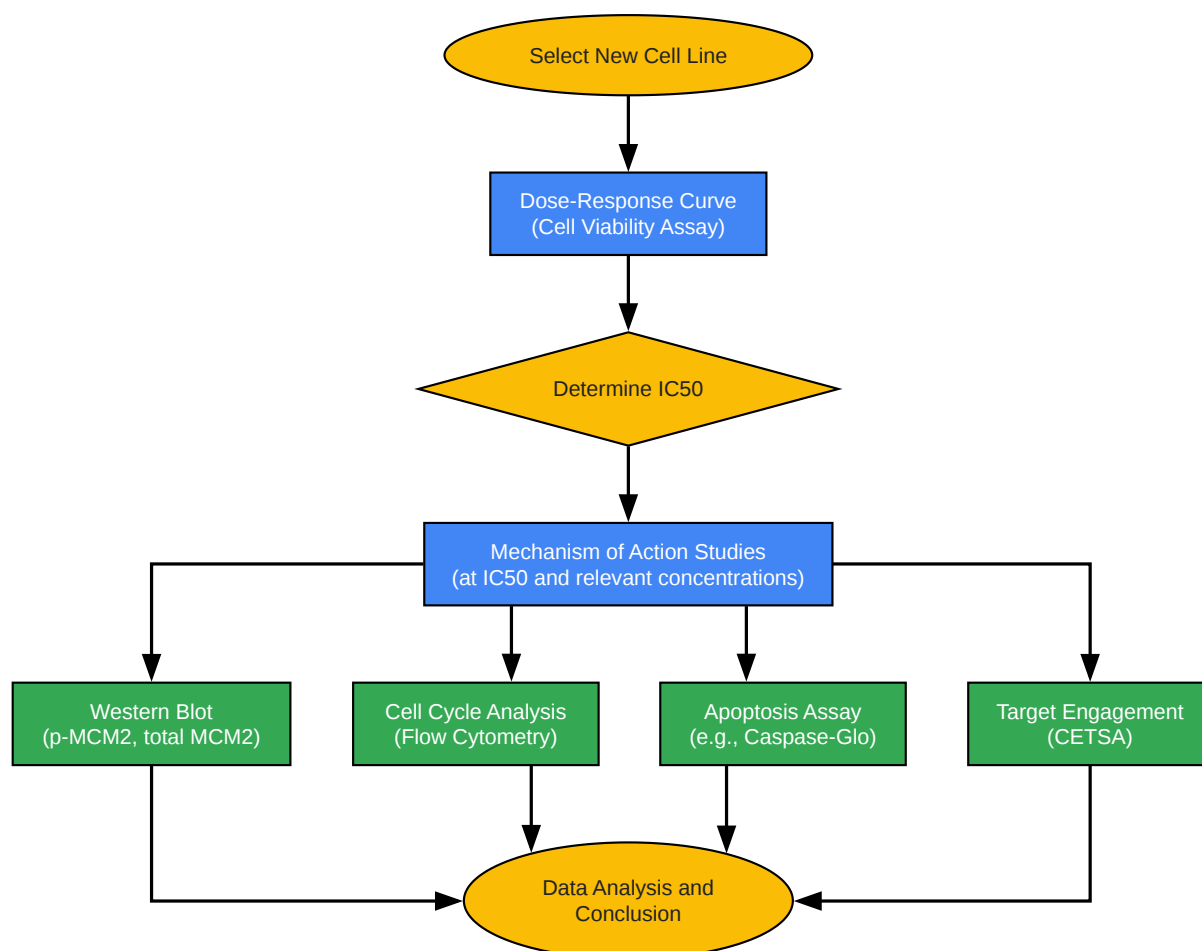 Select New Cell Line
Dose-Response Curve
(Cell Viability Assay)
Determine IC50
Mechanism of Action Studies
(at IC50 and relevant concentrations)
Western Blot
(p-MCM2, total MCM2)
Cell Cycle Analysis
(Flow Cytometry)
Apoptosis Assay
(e.g., Caspase-Glo)
Target Engagement
(CETSA)
Data Analysis and
Conclusion